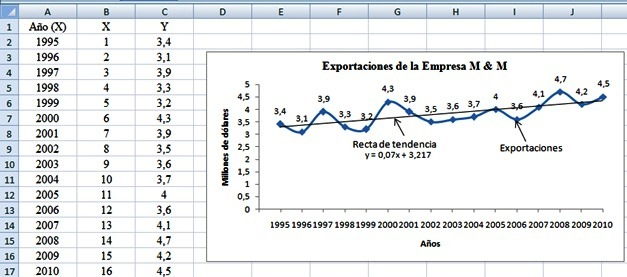 A B C D E F G H I J
1 Año (X) X Y
2 1995 1 3,4
3 1996 2 3,1
4 1997 3 3,9
5 1998 4 3,3
6 1999 5 3,2
7 2000 6 4,3
8 2001 7 3,9
9 2002 8 3,5
10 2003 9 3,6
11 2004 10 3,7
12 2005 11 4
13 2006 12 3,6
14 2007 13 4,1
15 2008 14 4,7
16 2009 15 4,2
17 2010 16 4,5
Exportaciones de la Empresa M & M
Millones de dólares
5
4,5
4
3,5
3
2,5
2
1,5
1
0,5
0
3,4 3,1 3,9 3,3 3,2 4,3 3,9 3,5 3,6 3,7 4 3,6 4,1 4,7 4,2 4,5
Recta de tendencia
y = 0,07x + 3,217
Exportaciones
1995 1996 1997 1998 1999 2000 2001 2002 2003 2004 2005 2006 2007 2008 2009 2010
Años